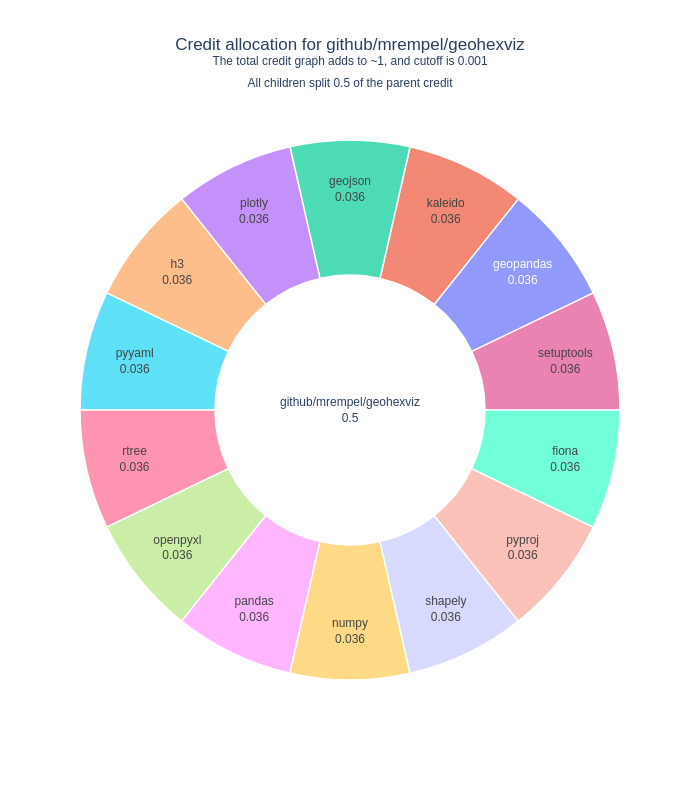 Credit allocation for github/mrempel/geohexviz
The total credit graph adds to ~1, and cutoff is 0.001
All children split 0.5 of the parent credit
geojson
0.036
kaleido
0.036
geopandas
0.036
setuptools
0.036
fiona
0.036
pyproj
0.036
shapely
0.036
numpy
0.036
pandas
0.036
openpyxl
0.036
rtree
0.036
pyyaml
0.036
h3
0.036
plotly
0.036
github/mrempel/geohexviz
0.5